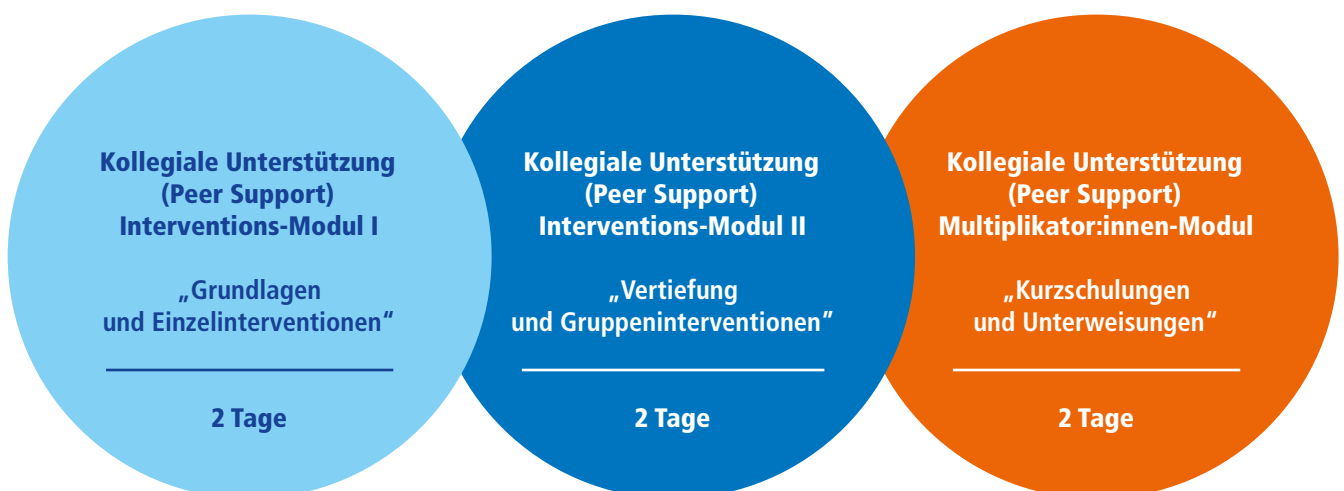 Kollegiale Unterstützung
(Peer Support)
Interventions-Modul I
„Grundlagen
und Einzelinterventionen“
2 Tage
Kollegiale Unterstützung
(Peer Support)
Interventions-Modul II
„Vertiefung
und Gruppeninterventionen”
2 Tage
Kollegiale Unterstützung
(Peer Support)
Multiplikator:innen-Modul
„Kurzschulungen
und Unterweisungen“
2 Tage